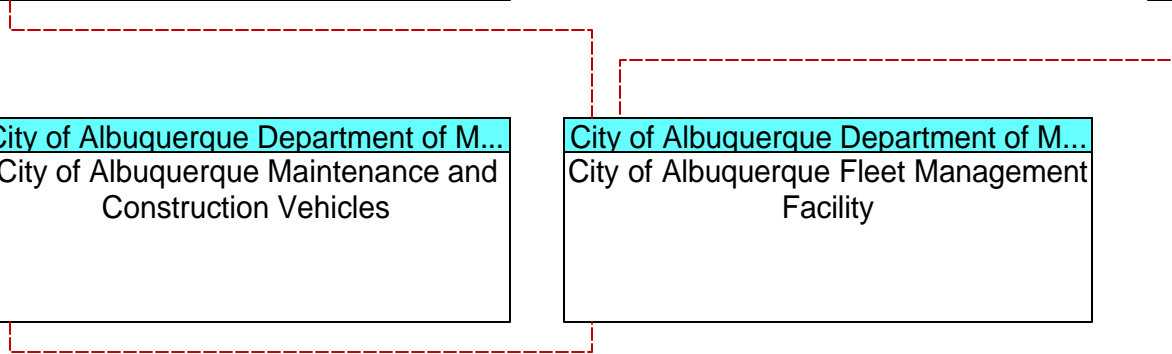 City of Albuquerque Department of M...
City of Albuquerque Maintenance and
Construction Vehicles
City of Albuquerque Department of M...
City of Albuquerque Fleet Management
Facility